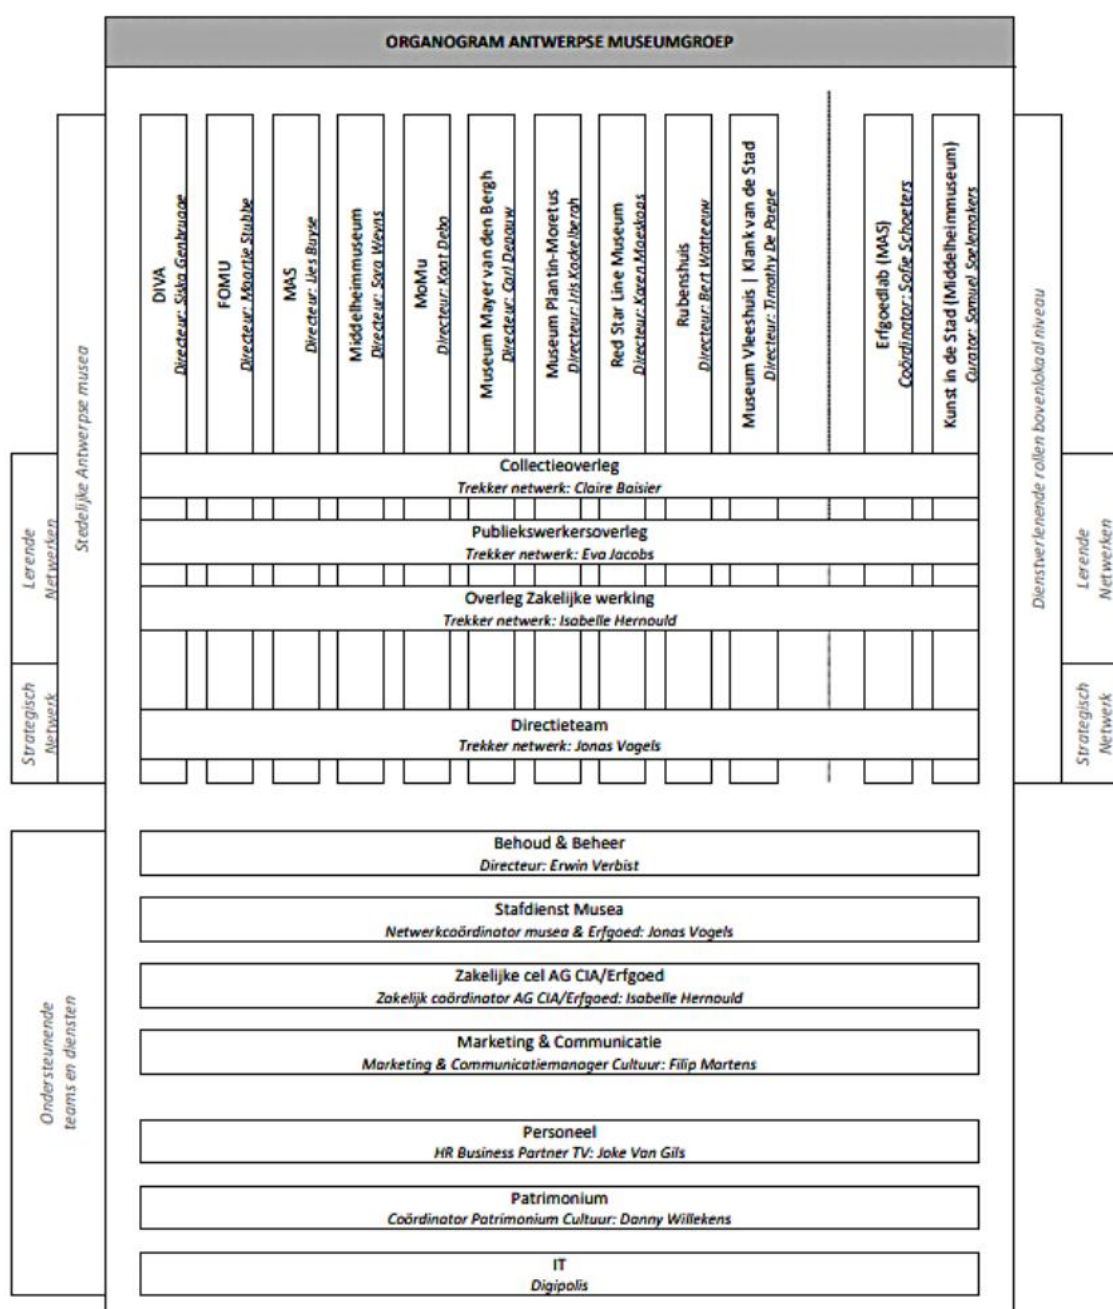 ORGANOGRAM ANTWERPSE MUSEUMGROEP
Stedelijke Antwerpse musea
DIVA
Directeur: Siska Genbrugge
FOMU
Directeur: Maartje Stubbe
MAS
Directeur: Lies Buyse
Middelheimmuseum
Directeur: Sara Weyns
MoMu
Directeur: Kaat Debo
Museum Mayer van den Bergh
Directeur: Carl Depauw
Museum Plantin-Moretus
Directeur: Iris Kockelbergh
Red Star Line Museum
Directeur: Karen Moeskops
Rubenshuis
Directeur: Bert Watteeuw
Museum Vleeshuis | Klank van de Stad
Directeur: Timothy De Paepe
Erfgoedlab (MAS)
Coördinator: Sofie Schoeters
Kunst in de Stad (Middelheimmuseum)
Curator: Samuel Saelemakers
Dienstverlenende rollen bovenlokaal niveau
Lerende
Netwerken
Collectieoverleg
Trekker netwerk: Claire Baisier
Publiekswerkersoverleg
Trekker netwerk: Eva Jacobs
Overleg Zakelijke werking
Trekker netwerk: Isabelle Hernould
Lerende
Netwerken
Strategisch
Netwerk
Directieteam
Trekker netwerk: Jonas Vogels
Strategisch
Netwerk
Ondersteunende
teams en diensten
Behoud & Beheer
Directeur: Erwin Verbist
Stafdienst Musea
Netwerkcoördinator musea & Erfgoed: Jonas Vogels
Zakelijke cel AG CIA/Erfgoed
Zakelijk coördinator AG CIA/Erfgoed: Isabelle Hernould
Marketing & Communicatie
Marketing & Communicatiemanager Cultuur: Filip Martens
Personeel
HR Business Partner TV: Joke Van Gils
Patrimonium
Coördinator Patrimonium Cultuur: Danny Willekens
IT
Digipolis